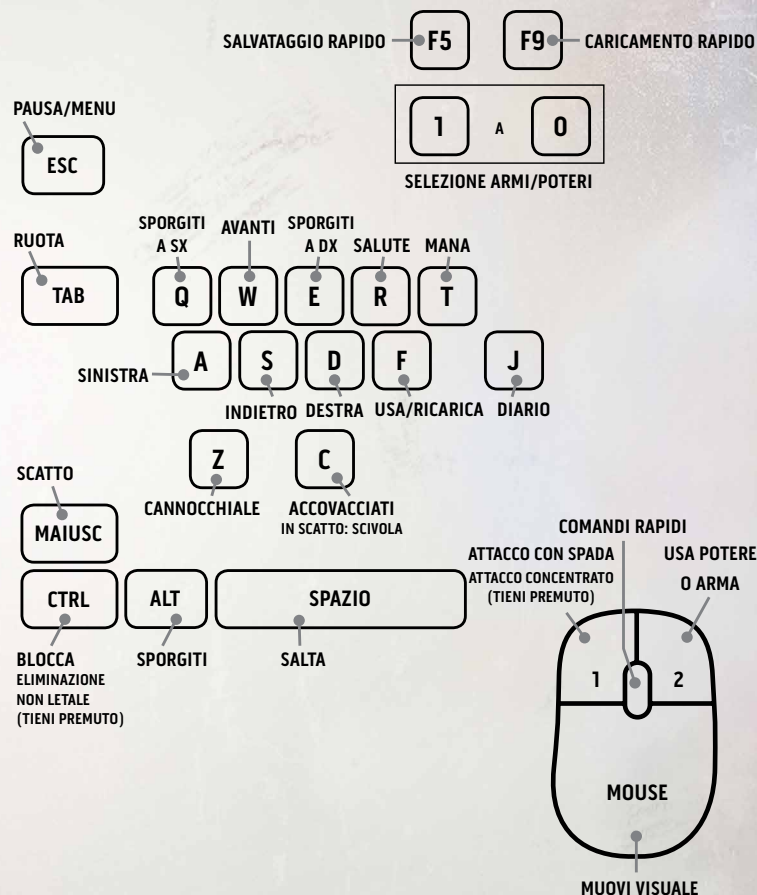 SALVATAGGIO RAPIDO F5 F9 CARICAMENTO RAPIDO
1 A 0
SELEZIONE ARMI/POTERI
PAUSA/MENU
ESC
RUOTA
TAB
SPORGITI
A SX
AVANTI
SPORGITI
A DX
SALUTE
MANA
Q W E R T
SINISTRA A S D F J
INDIETRO DESTRA USA/RICARICA DIARIO
Z C
CANNOCCHIALE
ACCOVACCIATI
IN SCATTO: SCIVOLA
SCATTO
MAIUSC
CTRL ALT SPAZIO
BLOCCA
ELIMINAZIONE
NON LETALE
(TIENI PREMUTO)
SPORGITI
SALTA
COMANDI RAPIDI
ATTACCO CON SPADA
ATTACCO CONCENTRATO
(TIENI PREMUTO)
USA POTERE
O ARMA
1 2
MOUSE
MUOVI VISUALE